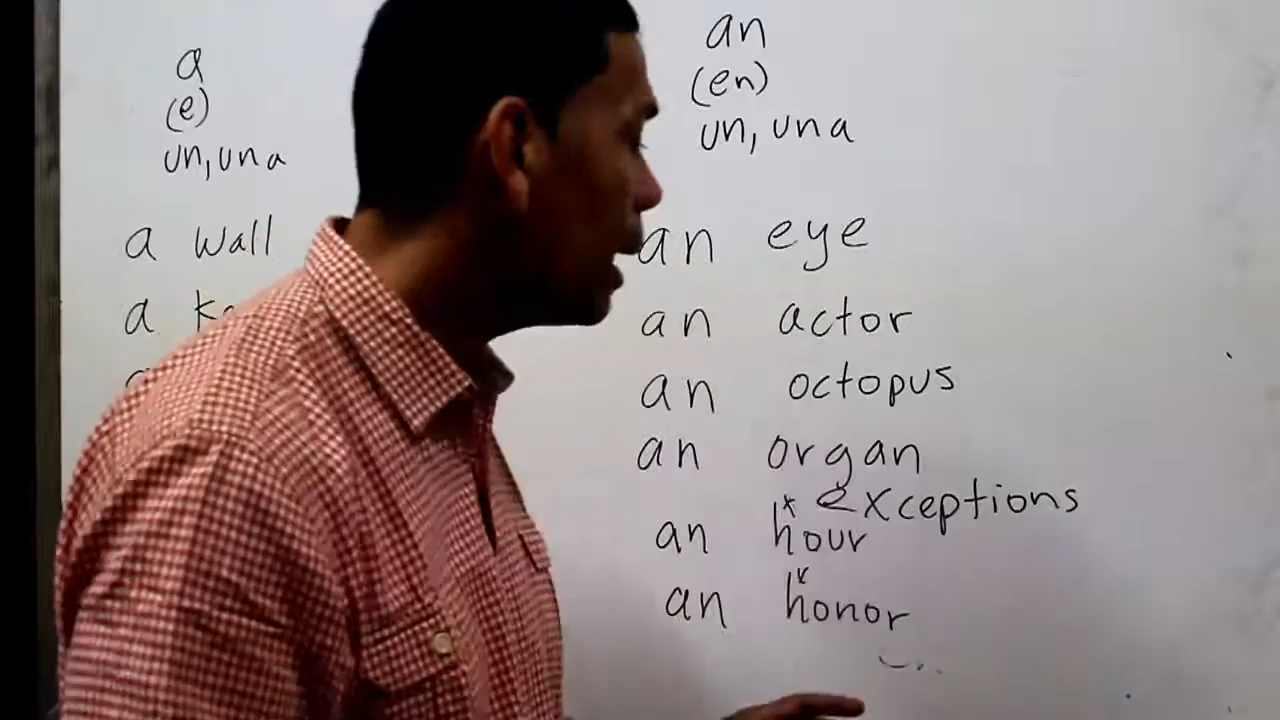 a
(e)
un, una
a wall
a
an
(en)
un, una
an eye
an actor
an octopus
an organ
exceptions
an hour
an honor